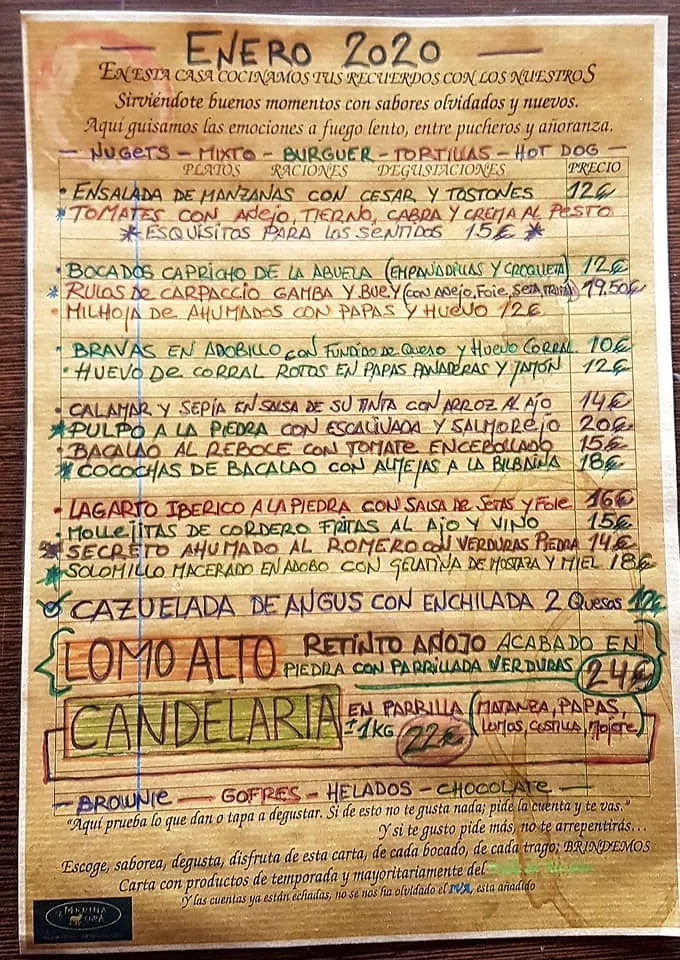 — ENERO 2020 —
EN ESTA CASA COCINAMOS TUS RECUERDOS CON LOS NUESTROS
Sirviéndote buenos momentos con sabores olvidados y nuevos.
Aquí guisamos las emociones a fuego lento, entre pucheros y añoranza.
— NUGETS — MIXTO — BURGUER — TORTILLAS — HOT DOG —
PLATOS RACIONES DEGUSTACIONES PRECIO
• ENSALADA DE MANZANAS CON CESAR Y TOSTONES 12€
* TOMATES CON AÑEJO, TIERNO, CABRA Y CREMA AL PESTO
* ESQUISITOS PARA LOS SENTIDOS 15€ *
• BOCADOS CAPRICHO DE LA ABUELA (EMPANADILLAS Y CROQUETA) 12€
* RULOS DE CARPACCIO GAMBA Y BUEY (CON AÑEJO, FOIE, SETA, TRUFA) 19.50€
• MILHOJA DE AHUMADOS CON PAPAS Y HUEVO 12€
• BRAVAS EN ADOBILLO CON FUNDIDO DE QUESO Y HUEVO CORRAL 10€
• HUEVO DE CORRAL ROTOS EN PAPAS PANADERAS Y JAMÓN 12€
• CALAMAR Y SEPIA EN SALSA DE SU TINTA CON ARROZ AL AJO 14€
* PULPO A LA PIEDRA CON ESCALIVADA Y SALMOREJO 20€
• BACALAO AL REBOCE CON TOMATE ENCEBOLLADO 15€
* COCOCHAS DE BACALAO CON ALMEJAS A LA BILBAINA 18€
• LAGARTO IBERICO A LA PIEDRA CON SALSA DE SETAS Y FOIE 16€
• MOLLEJITAS DE CORDERO FRITAS AL AJO Y VINO 15€
* SECRETO AHUMADO AL ROMERO CON VERDURAS PIEDRA 14€
* SOLOMILLO MACERADO EN ADOBO CON GELATINA DE MOSTAZA Y MIEL 18€
CAZUELADA DE ANGUS CON ENCHILADA 2 QUESOS
LOMO ALTO RETINTO AÑOJO ACABADO EN
PIEDRA CON PARRILLADA VERDURAS 24€
CANDELARIA EN PARRILLA (MATANZA, PAPAS,
±1KG 22€ LOMOS, COSTILLA, MOJETE)
— BROWNIE — GOFRES — HELADOS — CHOCOLATE —
"Aquí prueba lo que dan o tapa a degustar. Si de esto no te gusta nada; pide la cuenta y te vas."
Y si te gusto pide más, no te arrepentirás…
Escoge, saborea, degusta, disfruta de esta carta, de cada bocado, de cada trago; BRINDEMOS
Carta con productos de temporada y mayoritariamente del
Y las cuentas ya están echadas, no se nos ha olvidado el IVA, esta añadido